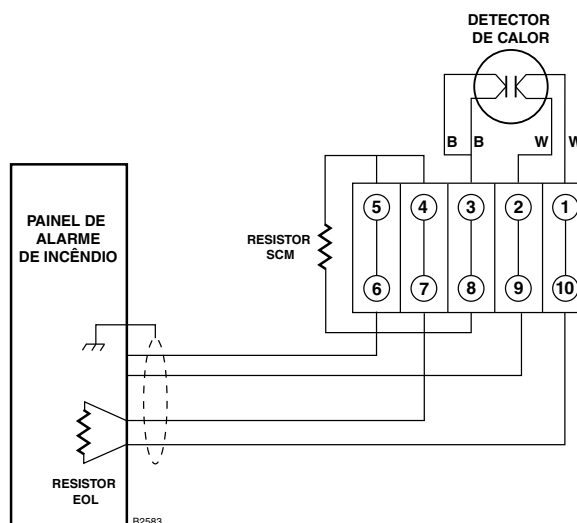 DETECTOR
DE CALOR
B
B
W
W
5
4
3
2
1
RESISTOR
SCM
6
7
8
9
10
PAINEL DE
ALARME
DE INCÊNDIO
RESISTOR
EOL
B2583